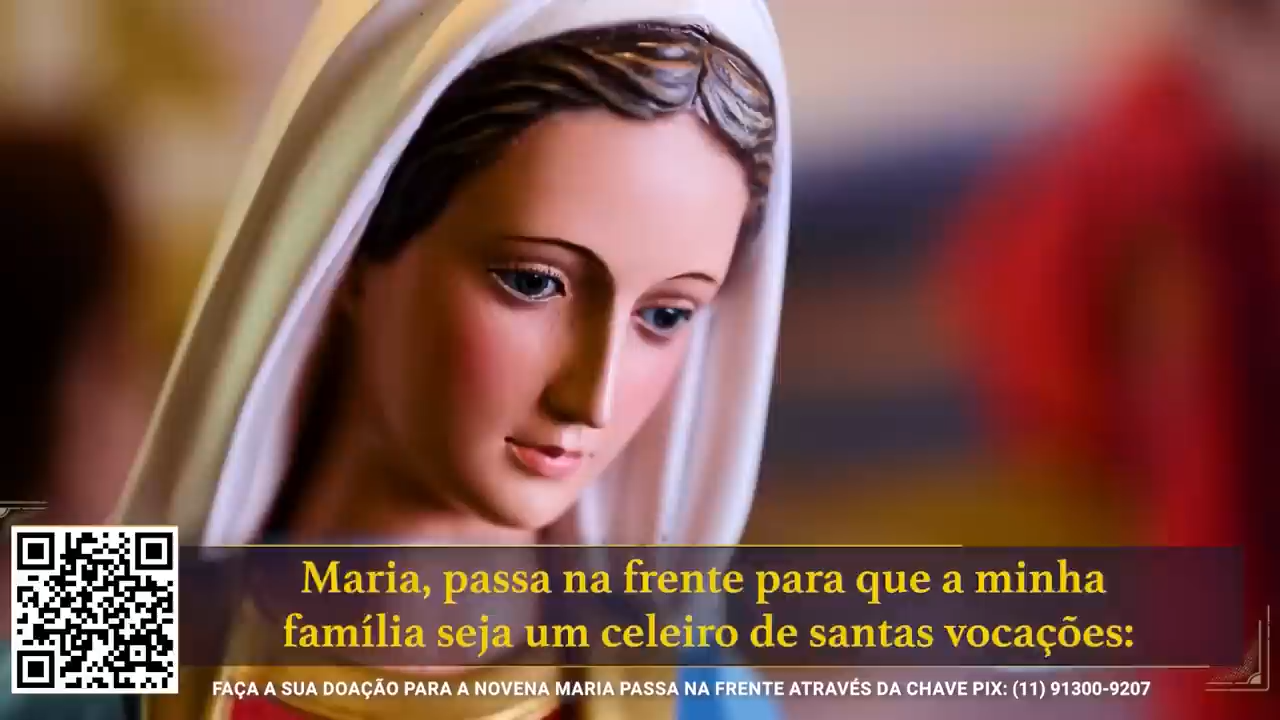 Maria, passa na frente para que a minha
família seja um celeiro de santas vocações:
FAÇA A SUA DOAÇÃO PARA A NOVENA MARIA PASSA NA FRENTE ATRAVÉS DA CHAVE PIX: (11) 91300-9207